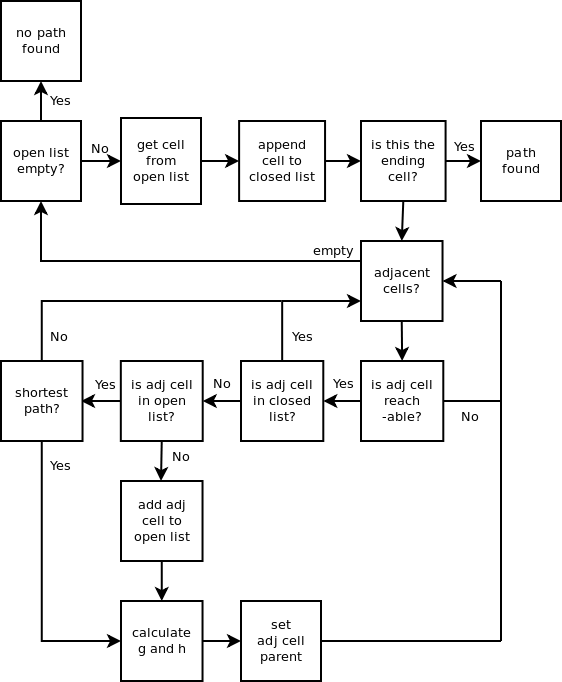 no path
found
Yes
open list
empty?
No
get cell
from
open list
append
cell to
closed list
is this the
ending
cell?
Yes
path
found
empty
adjacent
cells?
No
Yes
shortest
path?
Yes
is adj cell
in open
list?
No
is adj cell
in closed
list?
Yes
is adj cell
reach
-able?
No
Yes
No
add adj
cell to
open list
calculate
g and h
set
adj cell
parent